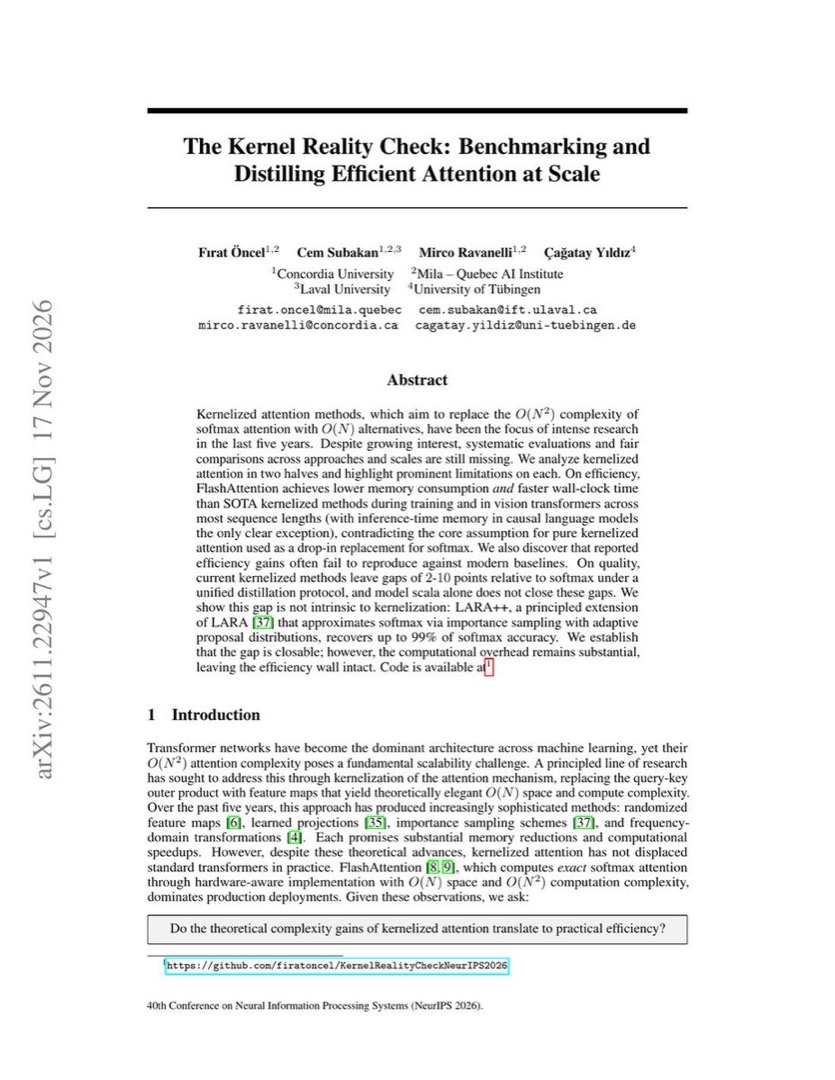 The Kernel Reality Check: Benchmarking and
Distilling Efficient Attention at Scale
Fırat Öncel1,2 Cem Subakan1,2,3 Mirco Ravanelli1,2 Çağatay Yıldız4
1Concordia University 2Mila – Quebec AI Institute
3Laval University 4University of Tübingen
firat.oncel@mila.quebec cem.subakan@ift.ulaval.ca
mirco.ravanelli@concordia.ca cagatay.yildiz@uni-tuebingen.de
arXiv:2611.22947v1 [cs.LG] 17 Nov 2026
Abstract
Kernelized attention methods, which aim to replace the O(N²) complexity of
softmax attention with O(N) alternatives, have been the focus of intense research
in the last five years. Despite growing interest, systematic evaluations and fair
comparisons across approaches and scales are still missing. We analyze kernelized
attention in two halves and highlight prominent limitations on each. On efficiency,
FlashAttention achieves lower memory consumption and faster wall-clock time
than SOTA kernelized methods during training and in vision transformers across
most sequence lengths (with inference-time memory in causal language models
the only clear exception), contradicting the core assumption for pure kernelized
attention used as a drop-in replacement for softmax. We also discover that reported
efficiency gains often fail to reproduce against modern baselines. On quality,
current kernelized methods leave gaps of 2-10 points relative to softmax under a
unified distillation protocol, and model scala alone does not close these gaps. We
show this gap is not intrinsic to kernelization: LARA++, a principled extension
of LARA [37] that approximates softmax via importance sampling with adaptive
proposal distributions, recovers up to 99% of softmax accuracy. We establish
that the gap is closable; however, the computational overhead remains substantial,
leaving the efficiency wall intact. Code is available at1
1 Introduction
Transformer networks have become the dominant architecture across machine learning, yet their
O(N²) attention complexity poses a fundamental scalability challenge. A principled line of research
has sought to address this through kernelization of the attention mechanism, replacing the query-key
outer product with feature maps that yield theoretically elegant O(N) space and compute complexity.
Over the past five years, this approach has produced increasingly sophisticated methods: randomized
feature maps [6], learned projections [35], importance sampling schemes [37], and frequency-
domain transformations [4]. Each promises substantial memory reductions and computational
speedups. However, despite these theoretical advances, kernelized attention has not displaced
standard transformers in practice. FlashAttention [8, 9], which computes exact softmax attention
through hardware-aware implementation with O(N) space and O(N²) computation complexity,
dominates production deployments. Given these observations, we ask:
Do the theoretical complexity gains of kernelized attention translate to practical efficiency?
1https://github.com/firatoncel/KernelRealityCheckNeurIPS2026
40th Conference on Neural Information Processing Systems (NeurIPS 2026).